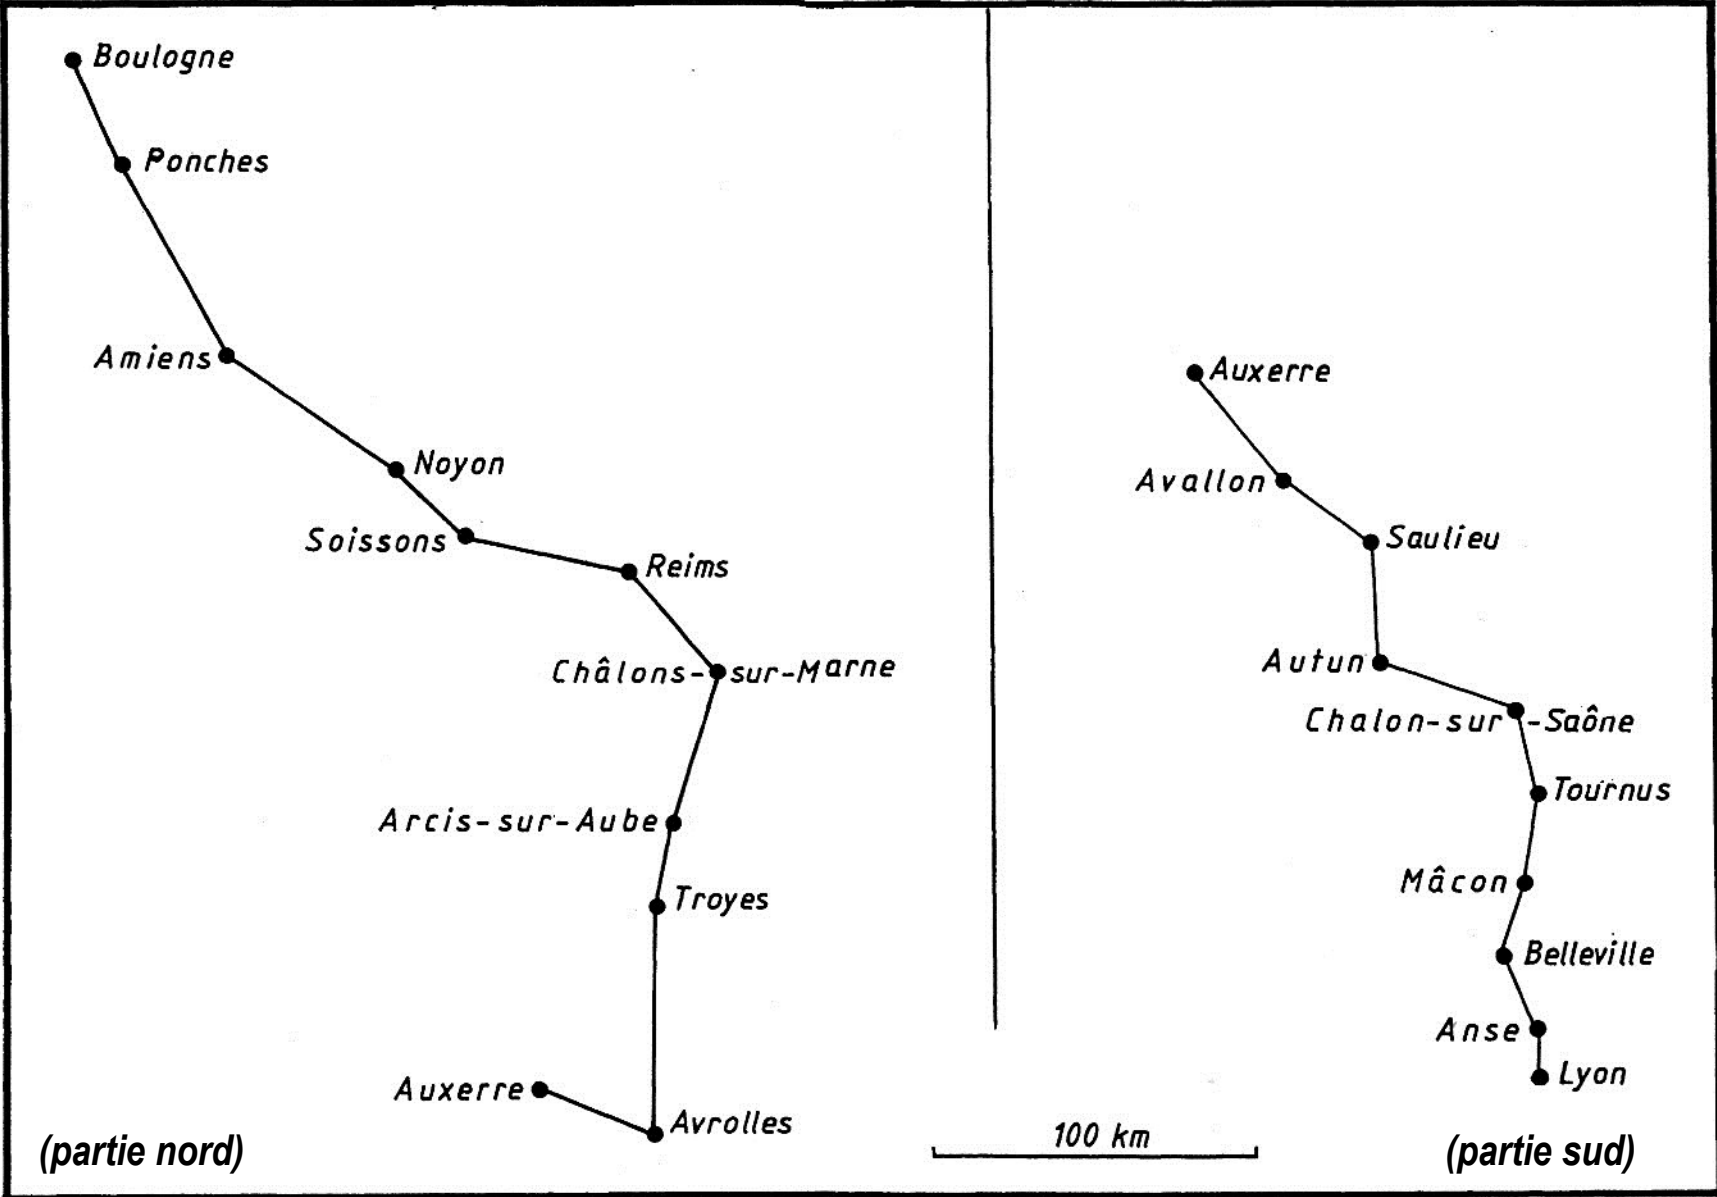 Boulogne
Ponches
Amiens
Noyon
Soissons
Reims
Châlons-sur-Marne
Arcis-sur-Aube
Troyes
Auxerre
Avrolles
(partie nord)
Auxerre
Avallon
Saulieu
Autun
Chalon-sur-Saône
Tournus
Mâcon
Belleville
Anse
Lyon
100 km
(partie sud)